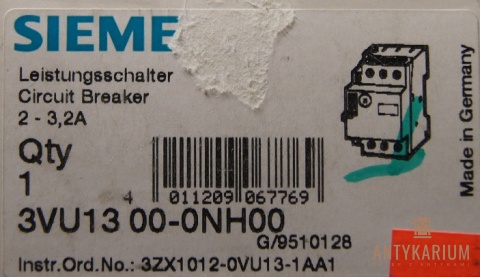 SIEME
Leistungsschalter
Circuit Breaker
2 - 3,2A
Qty
1
4 011209 067769
3VU13 00-0NH00
G/9510128
Instr.Ord.No.: 3ZX1012-0VU13-1AA1
Made in Germany
ANTYKARIUM